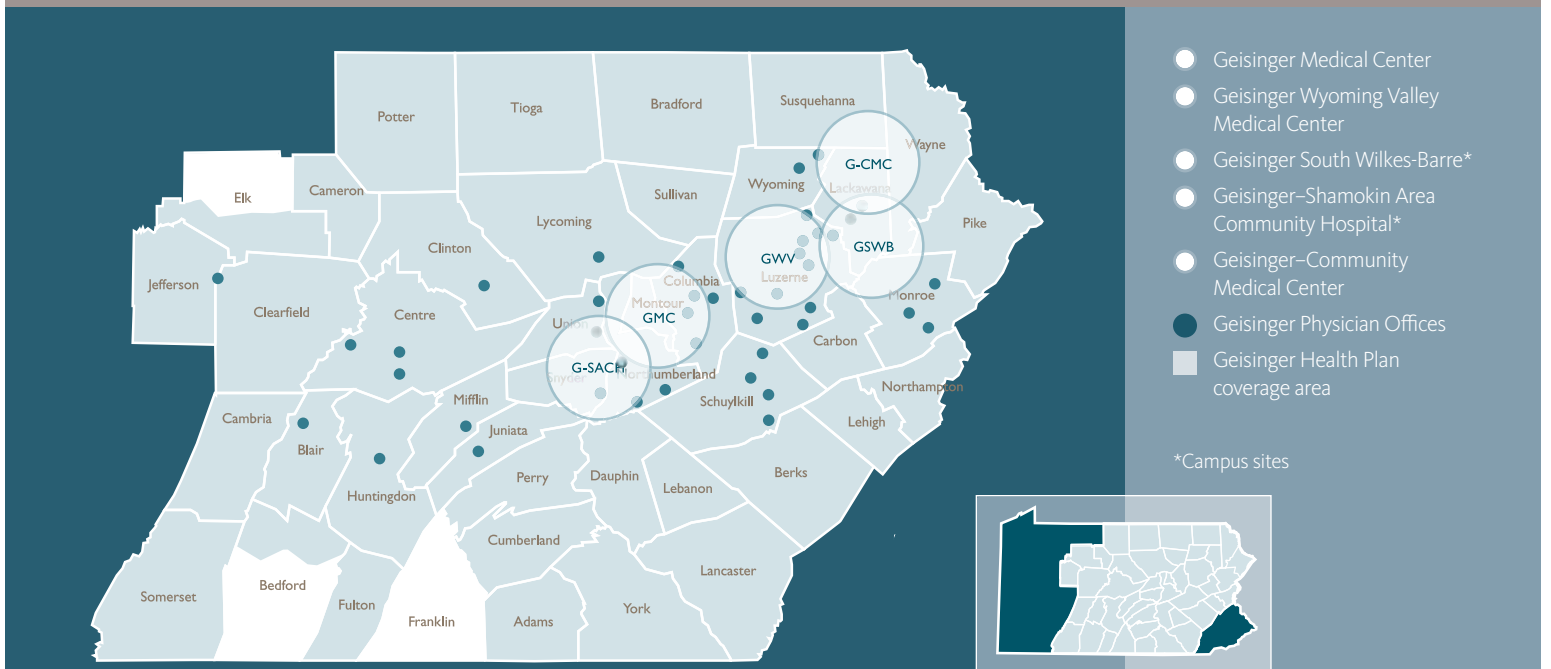 Potter
Tioga
Bradford
Susquehanna
Wayne
G-CMC
Elk
Cameron
Sullivan
Wyoming
Lackawanna
Lycoming
Pike
Clinton
GWV
GSWB
Jefferson
Columbia
Luzerne
Clearfield
Centre
Montour
GMC
Monroe
Union
Carbon
G-SACH
Snyder
Northumberland
Northampton
Mifflin
Schuylkill
Cambria
Juniata
Lehigh
Blair
Huntingdon
Perry
Dauphin
Lebanon
Berks
Cumberland
Lancaster
Somerset
Bedford
Fulton
Franklin
Adams
York
Geisinger Medical Center
Geisinger Wyoming Valley
Medical Center
Geisinger South Wilkes-Barre*
Geisinger–Shamokin Area
Community Hospital*
Geisinger–Community
Medical Center
Geisinger Physician Offices
Geisinger Health Plan
coverage area
*Campus sites